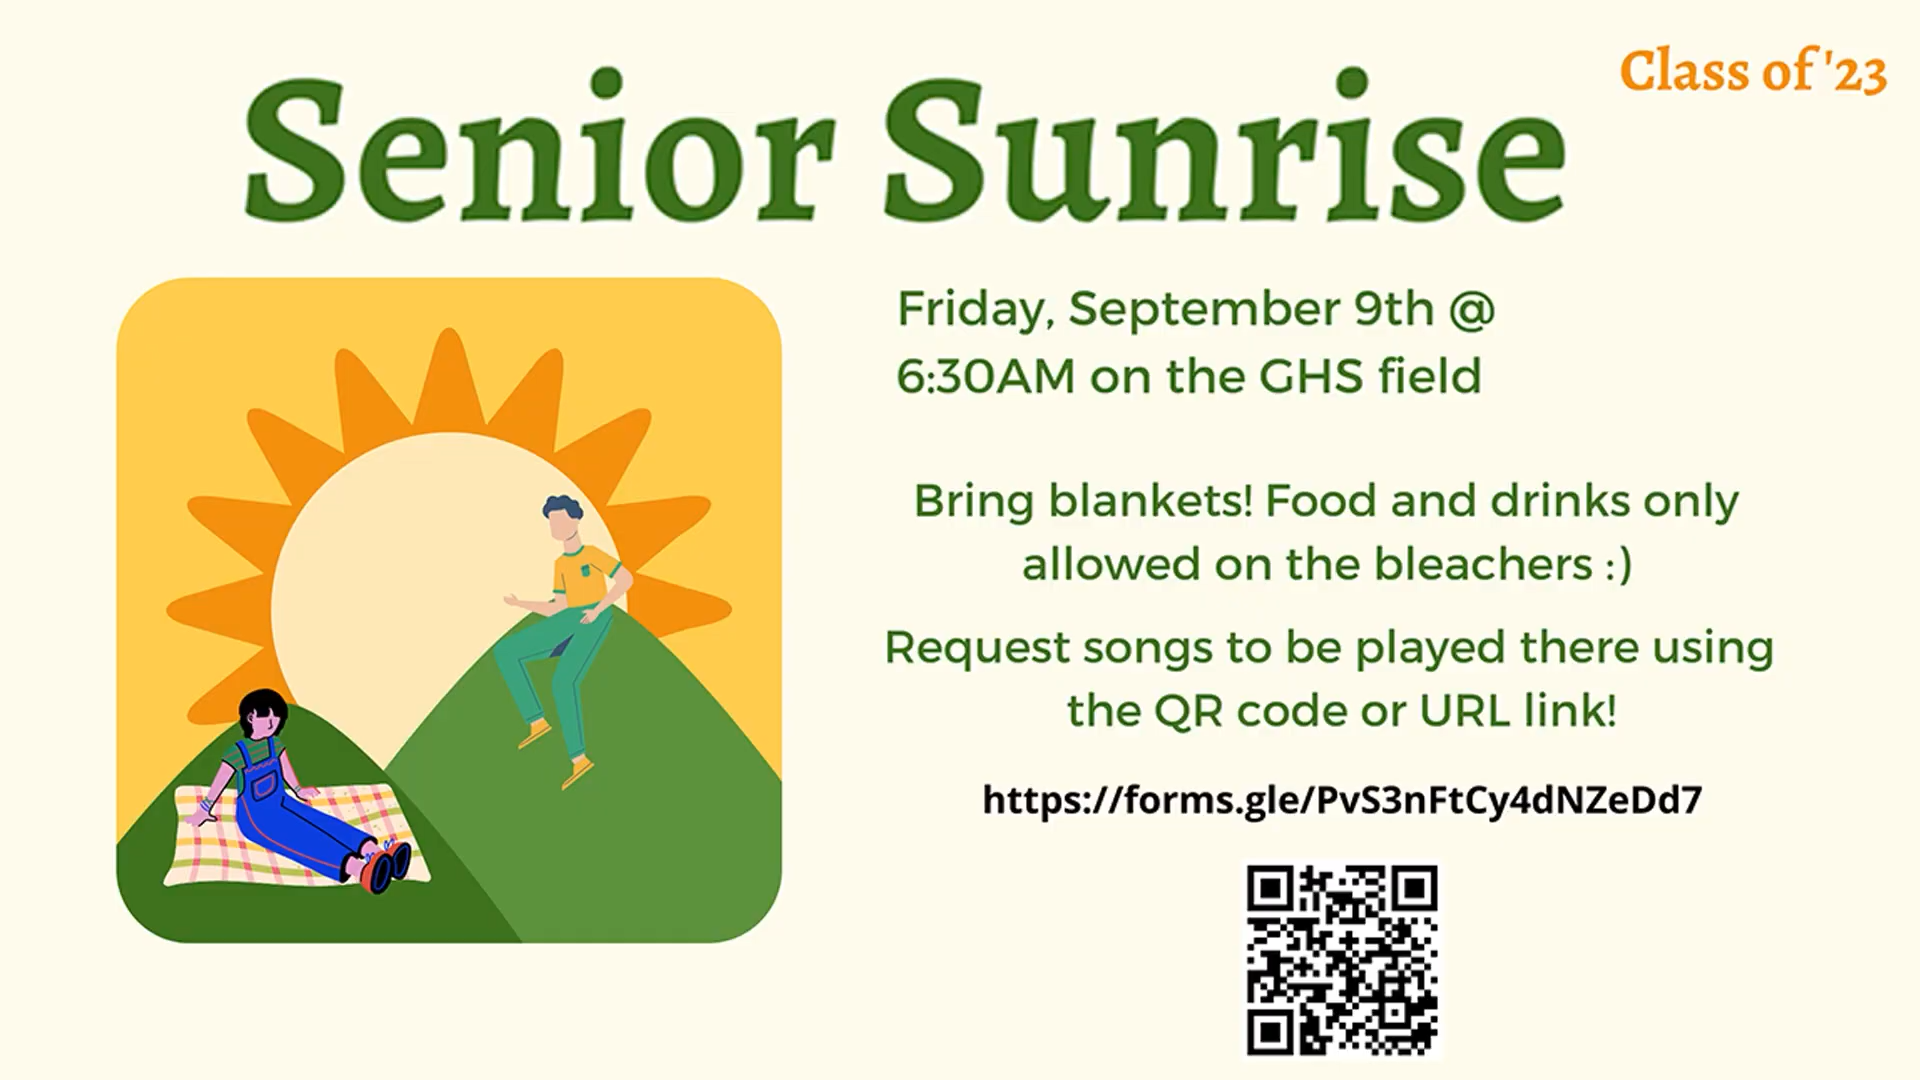 Class of '23
Senior Sunrise
Friday, September 9th @
6:30AM on the GHS field
Bring blankets! Food and drinks only
allowed on the bleachers :)
Request songs to be played there using
the QR code or URL link!
https://forms.gle/PvS3nFtCy4dNZeDd7